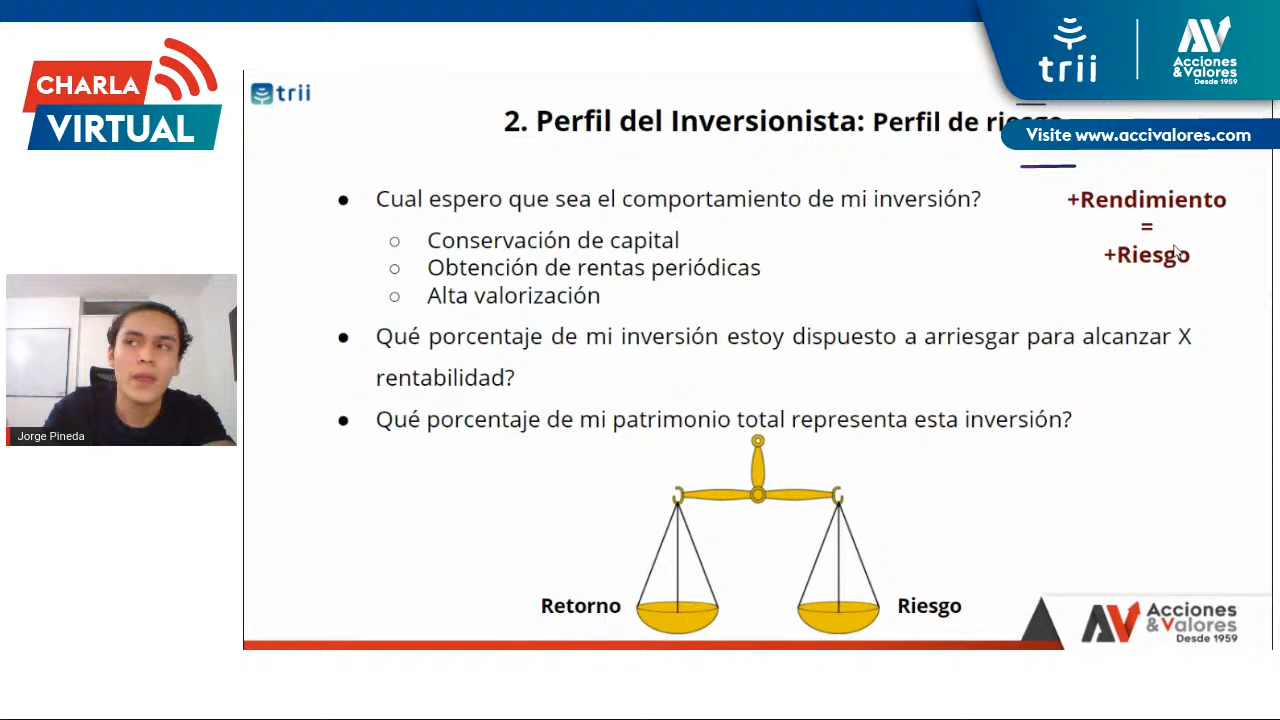 CHARLA
VIRTUAL
trii
AV
Acciones
&Valores
Desde 1959
Visite www.accivalores.com
trii
2. Perfil del Inversionista: Perfil de riesgo
● Cual espero que sea el comportamiento de mi inversión?
○ Conservación de capital
○ Obtención de rentas periódicas
○ Alta valorización
● Qué porcentaje de mi inversión estoy dispuesto a arriesgar para alcanzar X
rentabilidad?
● Qué porcentaje de mi patrimonio total representa esta inversión?
+Rendimiento
=
+Riesgo
Jorge Pineda
Retorno
Riesgo
AV
Acciones
&Valores
Desde 1959